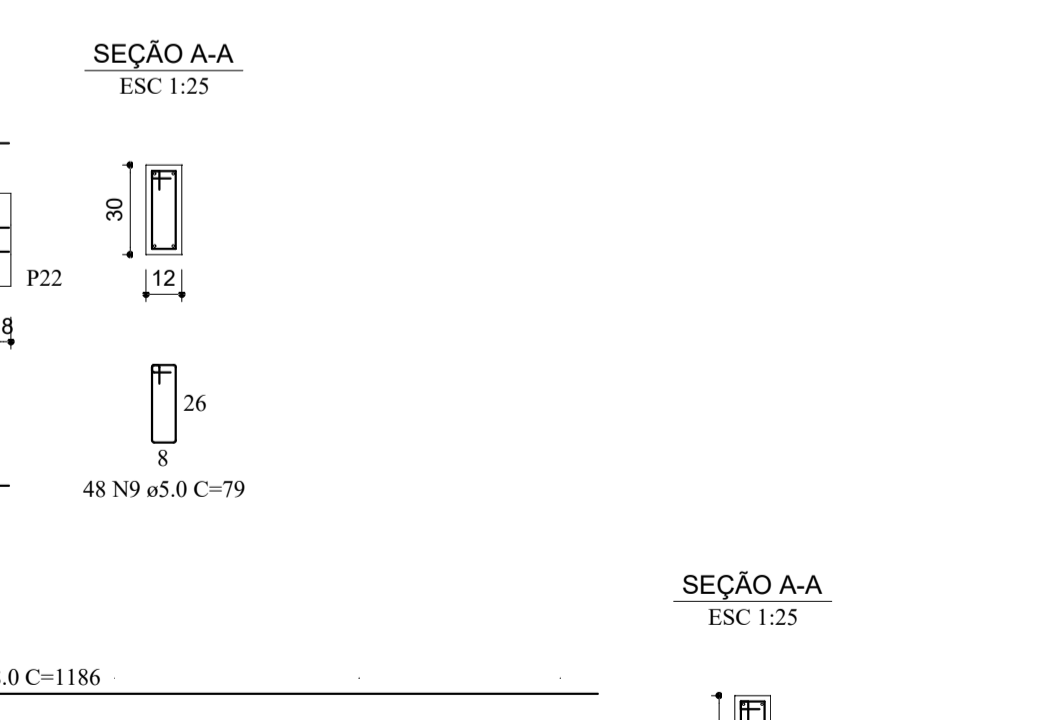 SEÇÃO A-A
ESC 1:25
30
12
P22
8
26
8
48 N9 ø5.0 C=79
SEÇÃO A-A
ESC 1:25
.0 C=1186